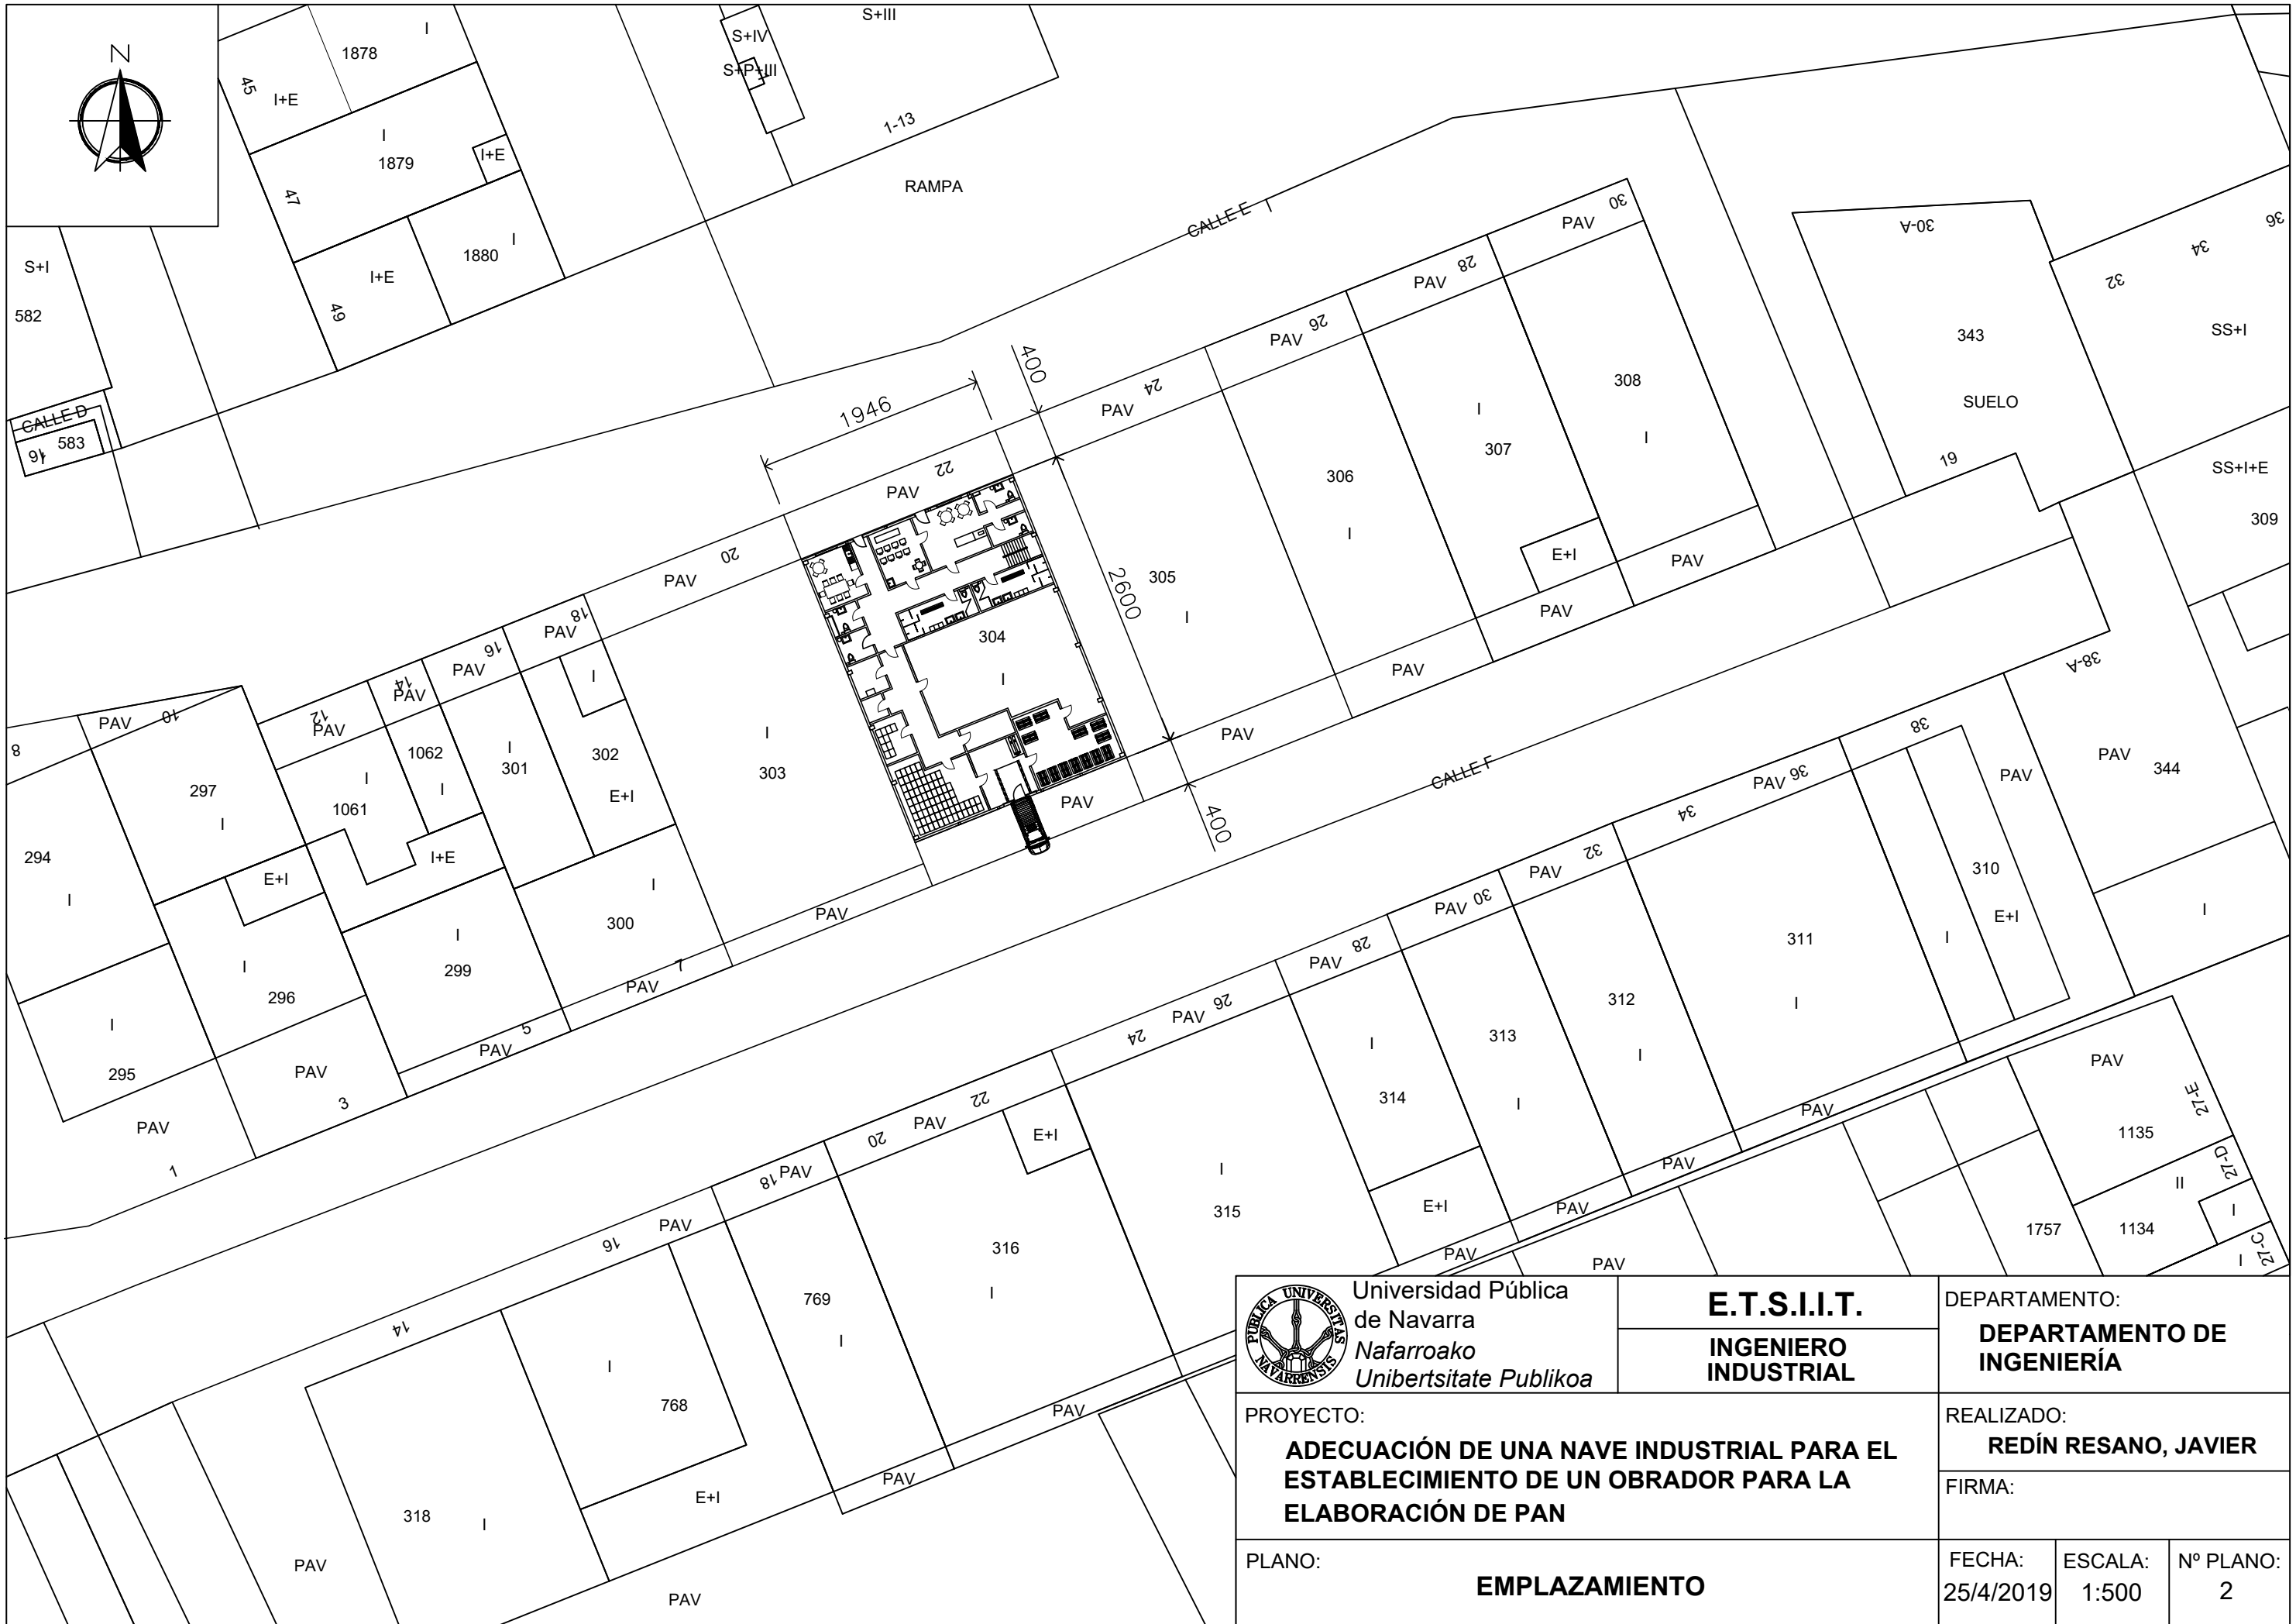 N
S+III
S+IV
S+P+III
I
1878
45
I+E
I
1879
I+E
47
1-13
RAMPA
I
1880
I+E
49
S+I
582
CALLE D
583
16
CALLE E
I
30
PAV
28
PAV
26
PAV
24
PAV
400
1946
22
PAV
20
PAV
18
PAV
16
PAV
14
PAV
12
PAV
10
PAV
8
30-A
36
34
32
343
SS+I
SUELO
19
SS+I+E
309
308
I
I
307
306
I
E+I
PAV
PAV
PAV
PAV
305
I
2600
304
I
PAV
400
I
303
I
302
E+I
I
301
1062
I
I
1061
I+E
297
I
E+I
294
I
I
300
I
299
I
296
I
295
PAV
7
PAV
5
PAV
PAV
3
PAV
1
CALLE F
38-A
PAV
344
I
38
PAV
PAV
36
34
32
PAV
30
PAV
28
PAV
26
PAV
24
22
PAV
20
PAV
18
PAV
16
14
310
E+I
I
311
I
312
I
313
I
I
314
E+I
I
315
E+I
316
I
769
I
I
768
E+I
318
I
PAV
PAV
PAV
PAV
PAV
PAV
PAV
PAV
PAV
PAV
PAV
27-E
1135
27-D
II
I
1134
1757
27-C
I
PUBLICA UNIVERSITAS NAVARRENSIS
Universidad Pública
de Navarra
Nafarroako
Unibertsitate Publikoa
E.T.S.I.I.T.
INGENIERO
INDUSTRIAL
DEPARTAMENTO:
DEPARTAMENTO DE
INGENIERÍA
PROYECTO:
ADECUACIÓN DE UNA NAVE INDUSTRIAL PARA EL
ESTABLECIMIENTO DE UN OBRADOR PARA LA
ELABORACIÓN DE PAN
REALIZADO:
REDÍN RESANO, JAVIER
FIRMA:
PLANO:
EMPLAZAMIENTO
FECHA:
25/4/2019
ESCALA:
1:500
Nº PLANO:
2